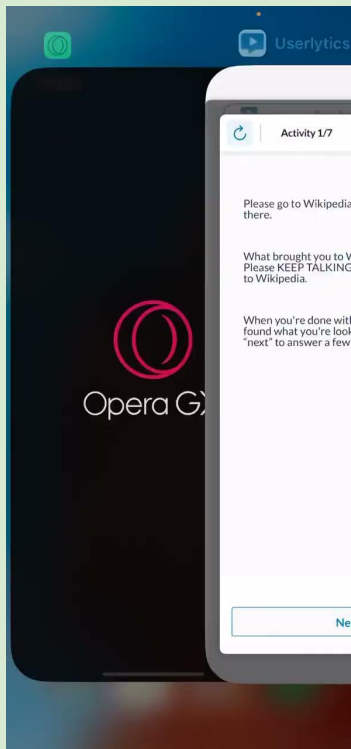 Userlytics
Activity 1/7
Please go to Wikipedia
there.
What brought you to W
Please KEEP TALKING
to Wikipedia.
When you're done with
found what you're look
"next" to answer a few
Opera GX
Ne